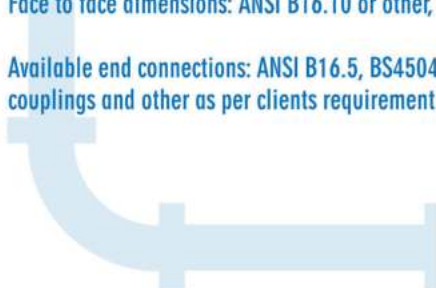 Face to face dimensions: ANSI B16.10 or other,
Available end connections: ANSI B16.5, BS4504
couplings and other as per clients requirement